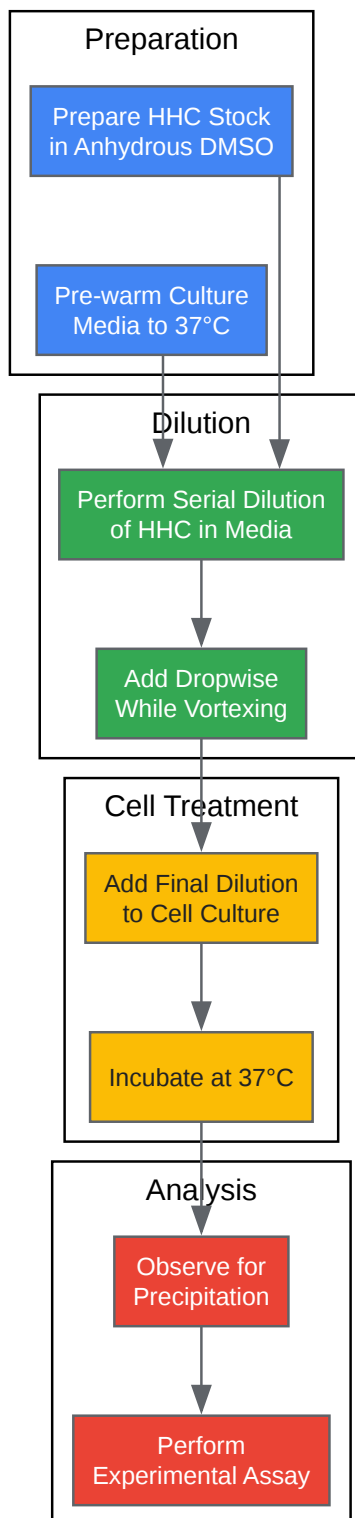 Preparation
Prepare HHC Stock
in Anhydrous DMSO
Pre-warm Culture
Media to 37°C
Dilution
Perform Serial Dilution
of HHC in Media
Add Dropwise
While Vortexing
Cell Treatment
Add Final Dilution
to Cell Culture
Incubate at 37°C
Analysis
Observe for
Precipitation
Perform
Experimental Assay